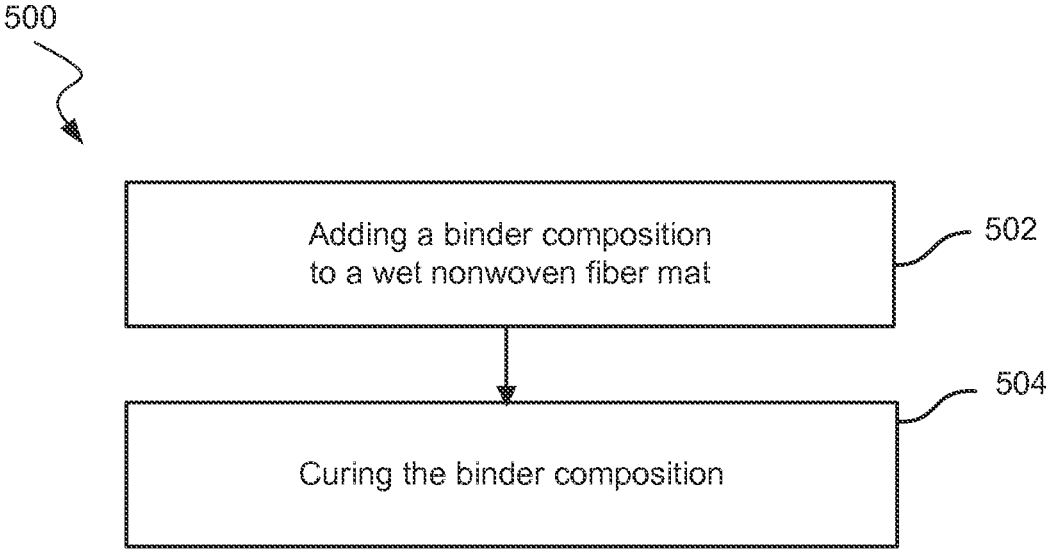 500
Adding a binder composition
to a wet nonwoven fiber mat
502
504
Curing the binder composition